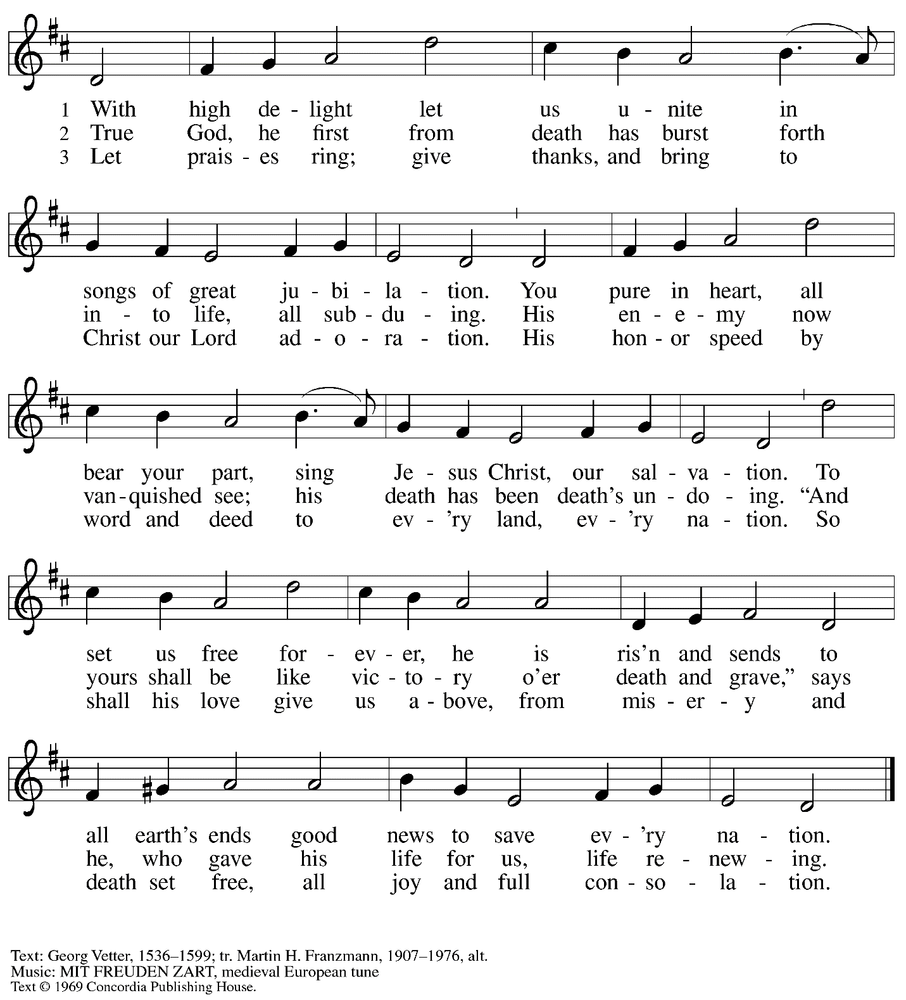 1 With high de - light let us u - nite in
2 True God, he first from death has burst forth
3 Let prais - es ring; give thanks, and bring to
songs of great ju - bi - la - tion. You pure in heart, all
in - to life, all sub - du - ing. His en - e - my now
Christ our Lord ad - o - ra - tion. His hon - or speed by
bear your part, sing Je - sus Christ, our sal - va - tion. To
van - quished see; his death has been death's un - do - ing. “And
word and deed to ev - 'ry land, ev - 'ry na - tion. So
set us free for - ev - er, he is ris'n and sends to
yours shall be like vic - to - ry o'er death and grave,” says
shall his love give us a - bove, from mis - er - y and
all earth's ends good news to save ev - 'ry na - tion.
he, who gave his life for us, life re - new - ing.
death set free, all joy and full con - so - la - tion.
Text: Georg Vetter, 1536–1599; tr. Martin H. Franzmann, 1907–1976, alt.
Music: MIT FREUDEN ZART, medieval European tune
Text © 1969 Concordia Publishing House.